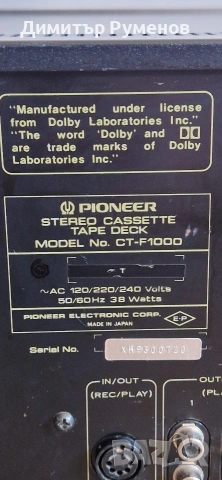 Димитър Руменов
"Manufactured under license
from Dolby Laboratories Inc."
"The word 'Dolby' and
are trade marks of Dolby
Laboratories Inc."
PIONEER
STEREO CASSETTE
TAPE DECK
MODEL No. CT-F1000
T
~AC 120/220/240 Volts
50/60Hz 38 Watts
PIONEER ELECTRONIC CORP.
MADE IN JAPAN
E-P
Serial No.
IN/OUT
(REC/PLAY)
OUT
(PLA
1